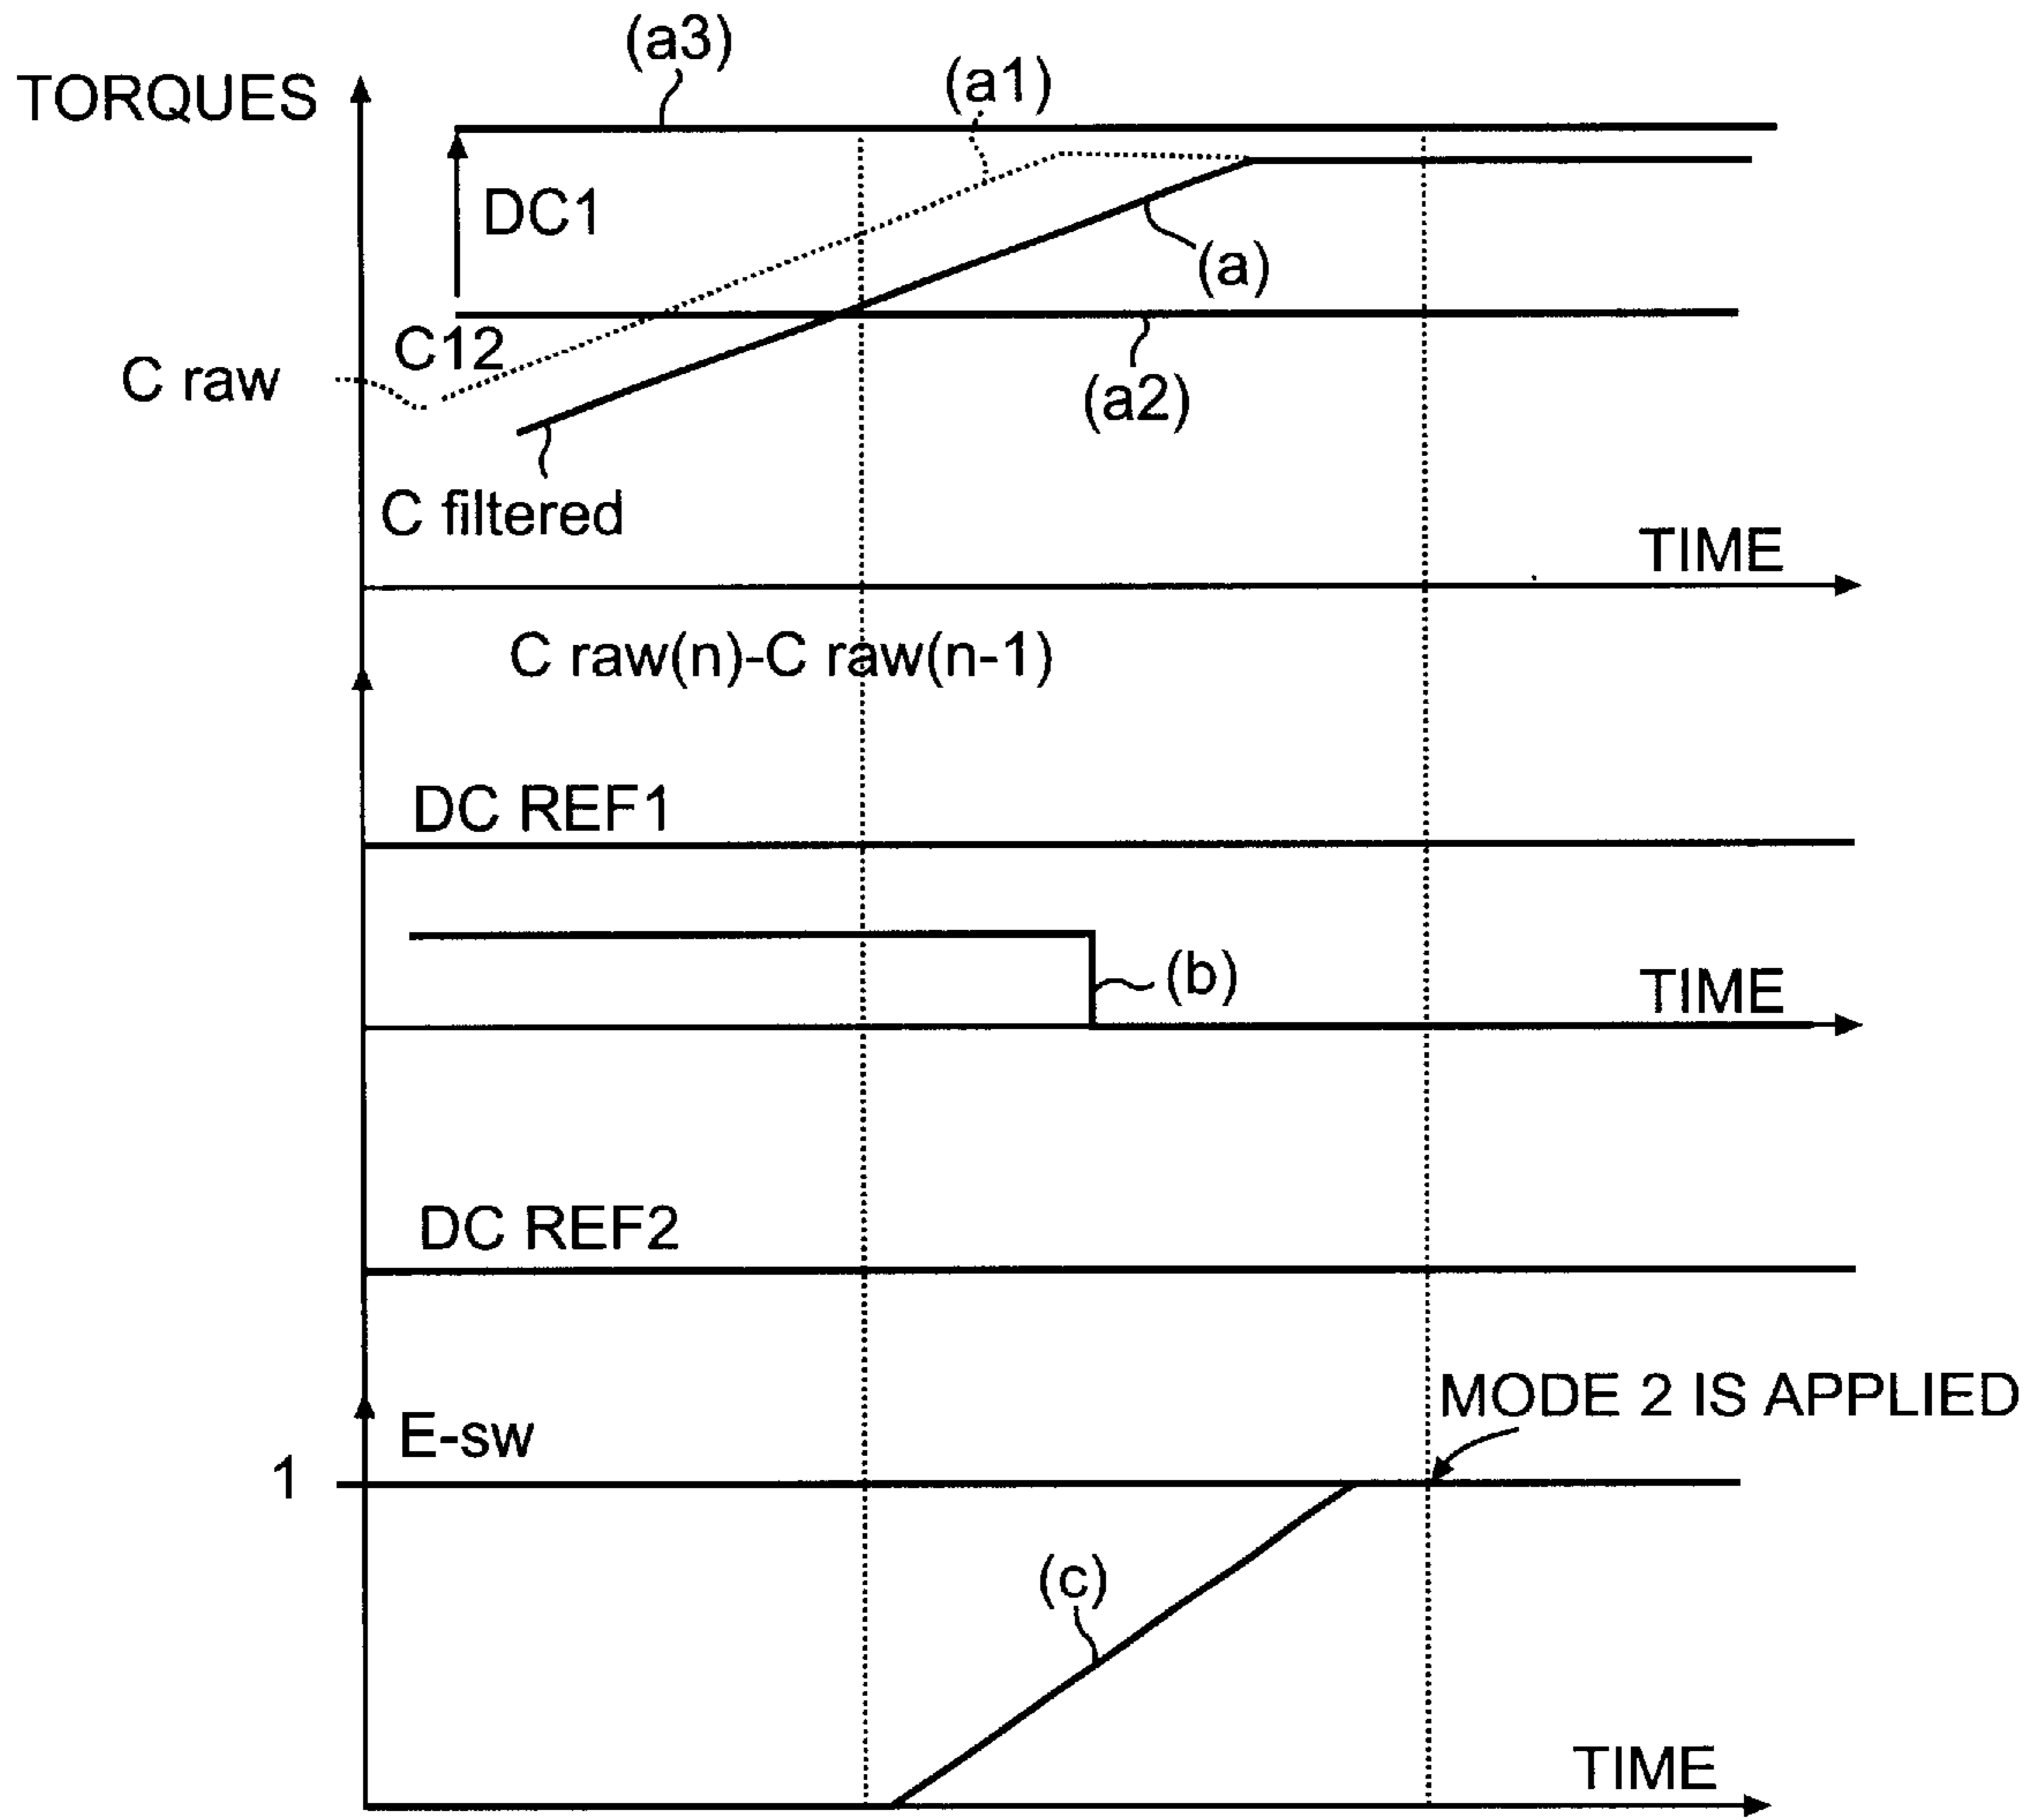 (a3)
TORQUES
(a1)
DC1
(a)
C12
C raw
(a2)
C filtered
TIME
C raw(n)-C raw(n-1)
DC REF1
(b)
TIME
DC REF2
MODE 2 IS APPLIED
E-sw
1
(c)
TIME